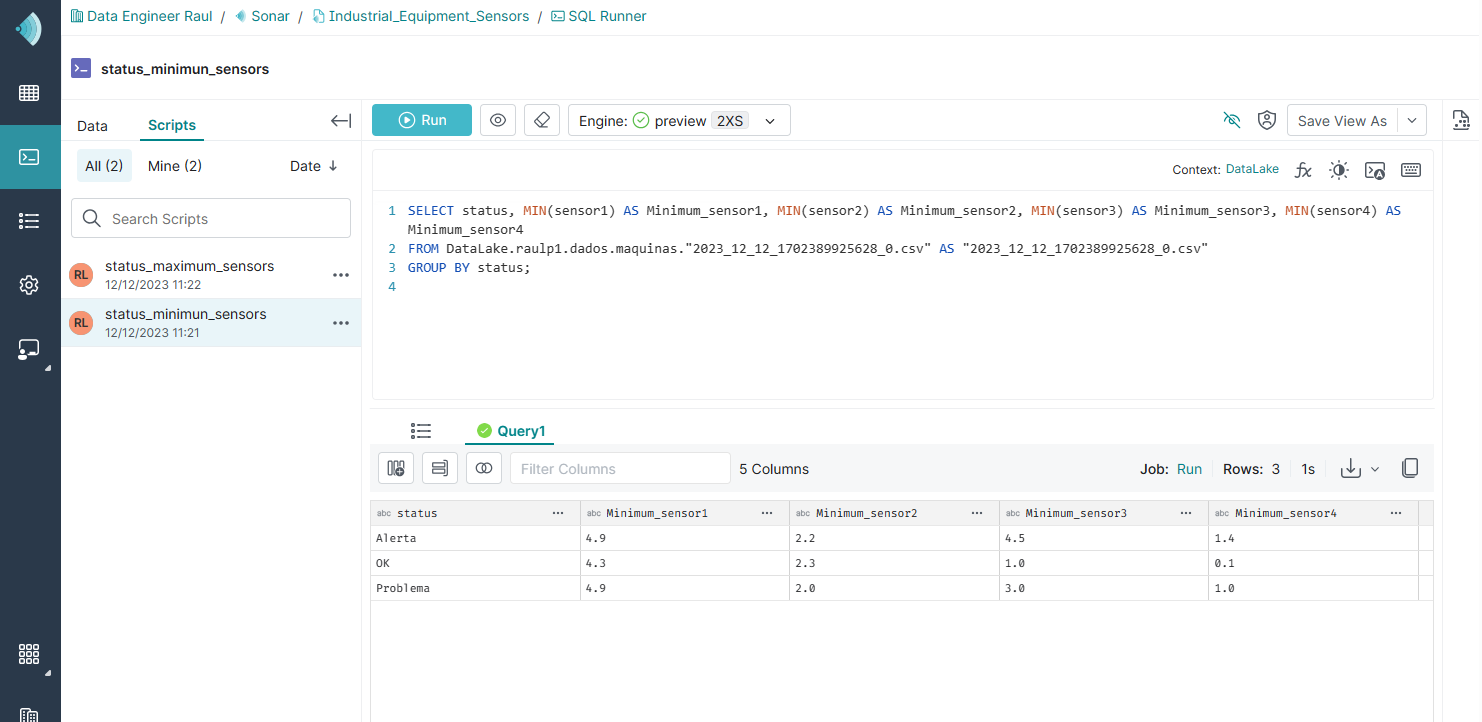 Data Engineer Raul / Sonar / Industrial_Equipment_Sensors / SQL Runner
status_minimun_sensors
Data Scripts
All (2) Mine (2) Date
Search Scripts
RL status_maximum_sensors
12/12/2023 11:22
RL status_minimun_sensors
12/12/2023 11:21
Run Engine: preview 2XS Save View As
Context: DataLake fx
1 SELECT status, MIN(sensor1) AS Minimum_sensor1, MIN(sensor2) AS Minimum_sensor2, MIN(sensor3) AS Minimum_sensor3, MIN(sensor4) AS
Minimum_sensor4
2 FROM DataLake.raulp1.dados.maquinas."2023_12_12_1702389925628_0.csv" AS "2023_12_12_1702389925628_0.csv"
3 GROUP BY status;
4
Query1
Filter Columns 5 Columns Job: Run Rows: 3 1s
abc status ... abc Minimum_sensor1 ... abc Minimum_sensor2 ... abc Minimum_sensor3 ... abc Minimum_sensor4 ...
Alerta 4.9 2.2 4.5 1.4
OK 4.3 2.3 1.0 0.1
Problema 4.9 2.0 3.0 1.0